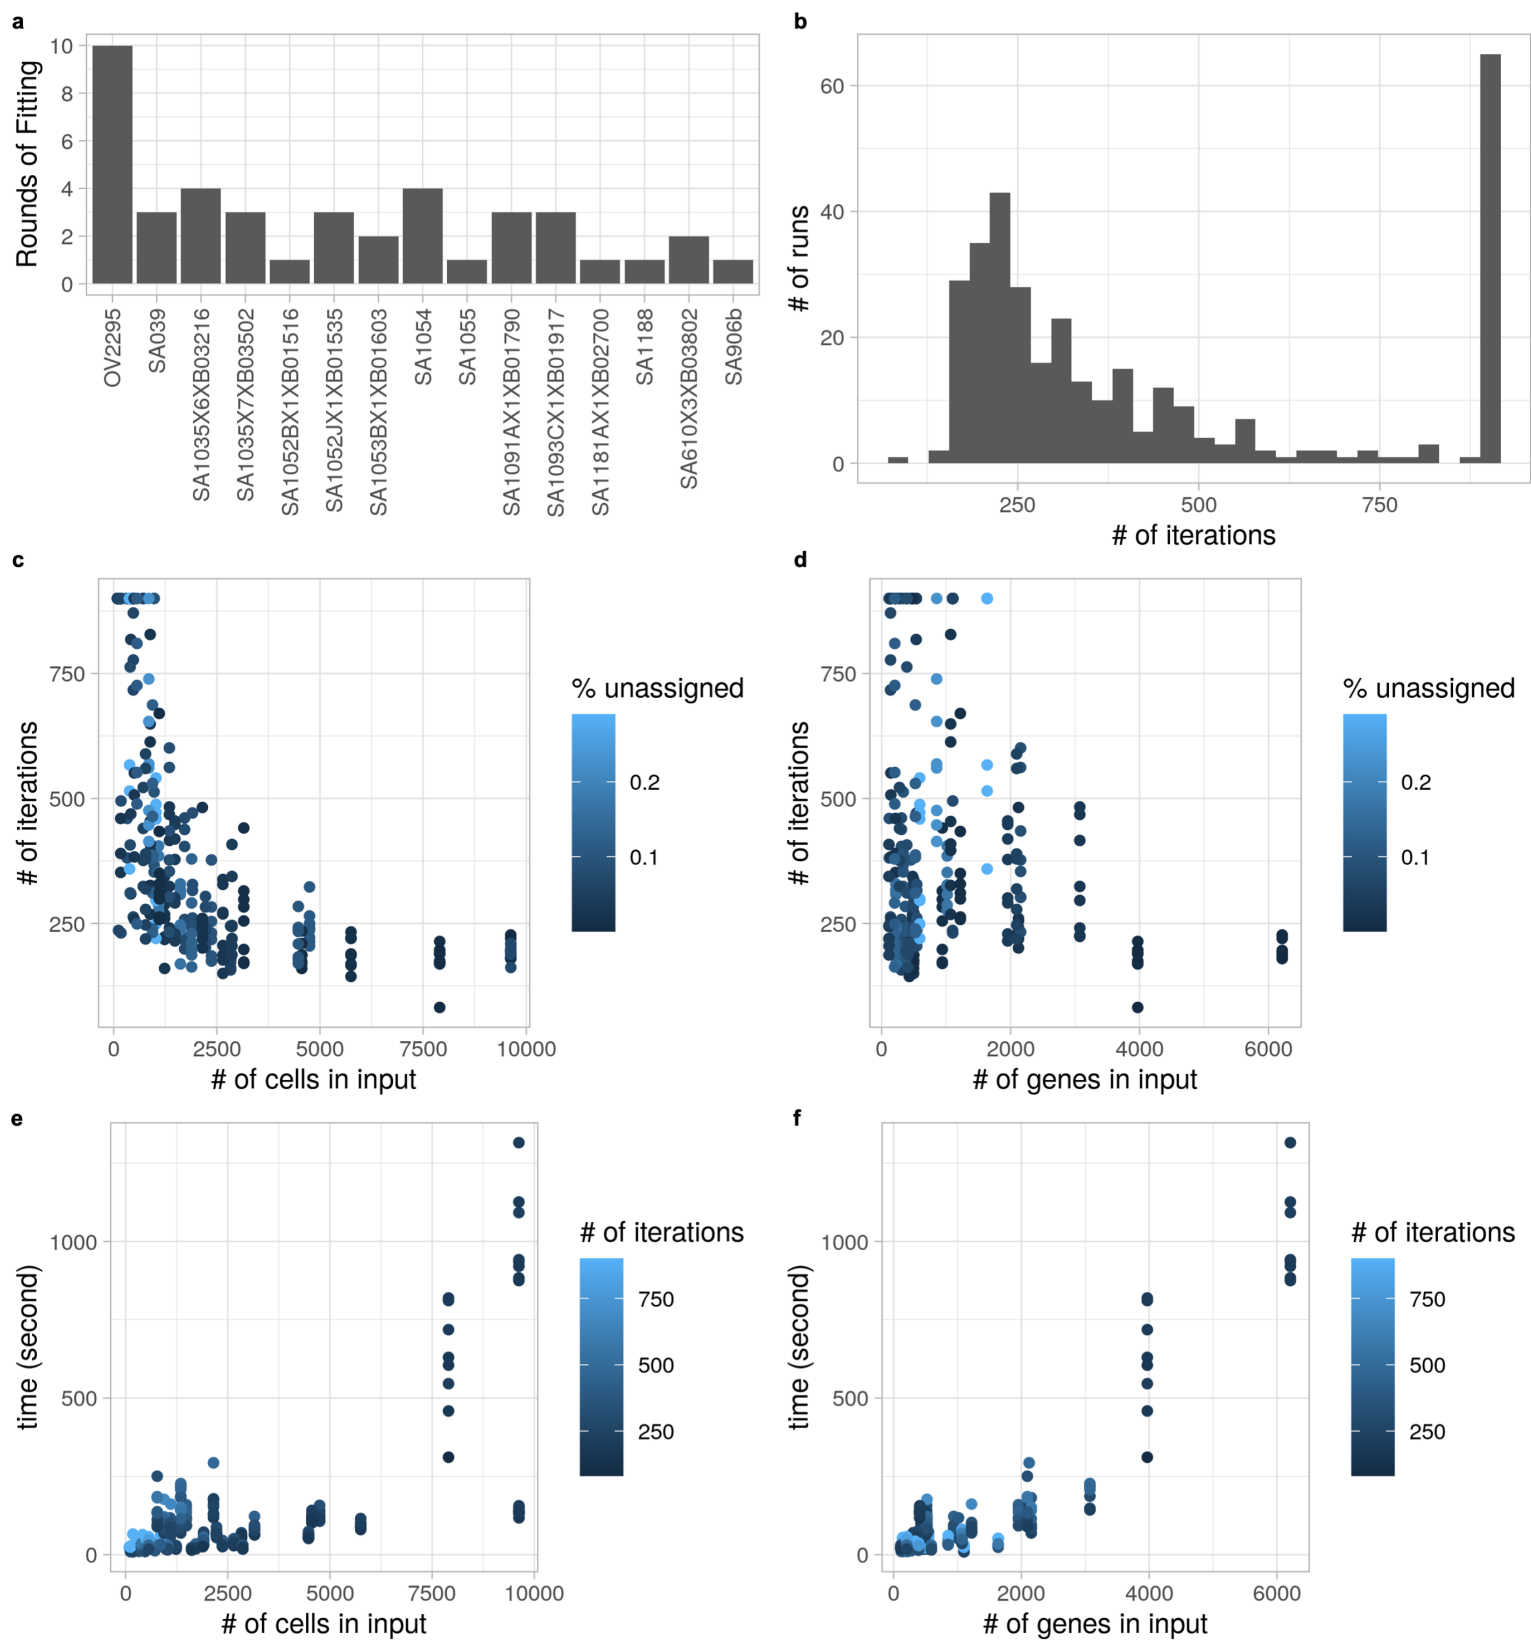 a
10
8
6
4
2
0
Rounds of Fitting
OV2295
SA039
SA1035X6XB03216
SA1035X7XB03502
SA1052BX1XB01516
SA1052JX1XB01535
SA1053BX1XB01603
SA1054
SA1055
SA1091AX1XB01790
SA1093CX1XB01917
SA1181AX1XB02700
SA1188
SA610X3XB03802
SA906b
b
60
40
20
0
# of runs
250 500 750
# of iterations
c
750
500
250
# of iterations
0 2500 5000 7500 10000
# of cells in input
% unassigned
0.2
0.1
d
750
500
250
# of iterations
0 2000 4000 6000
# of genes in input
% unassigned
0.2
0.1
e
1000
500
0
time (second)
0 2500 5000 7500 10000
# of cells in input
# of iterations
750
500
250
f
1000
500
0
time (second)
0 2000 4000 6000
# of genes in input
# of iterations
750
500
250